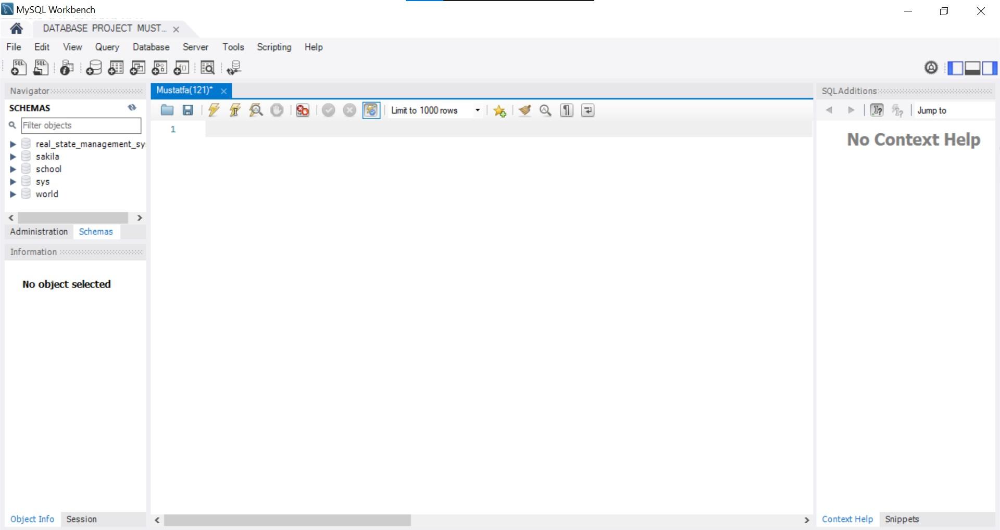 MySQL Workbench
DATABASE PROJECT MUST...
File Edit View Query Database Server Tools Scripting Help
Navigator
SCHEMAS
Filter objects
real_state_management_sy
sakila
school
sys
world
Administration Schemas
Information
No object selected
Object Info Session
Mustatfa(121)*
Limit to 1000 rows
1
SQLAdditions
Jump to
No Context Help
Context Help Snippets